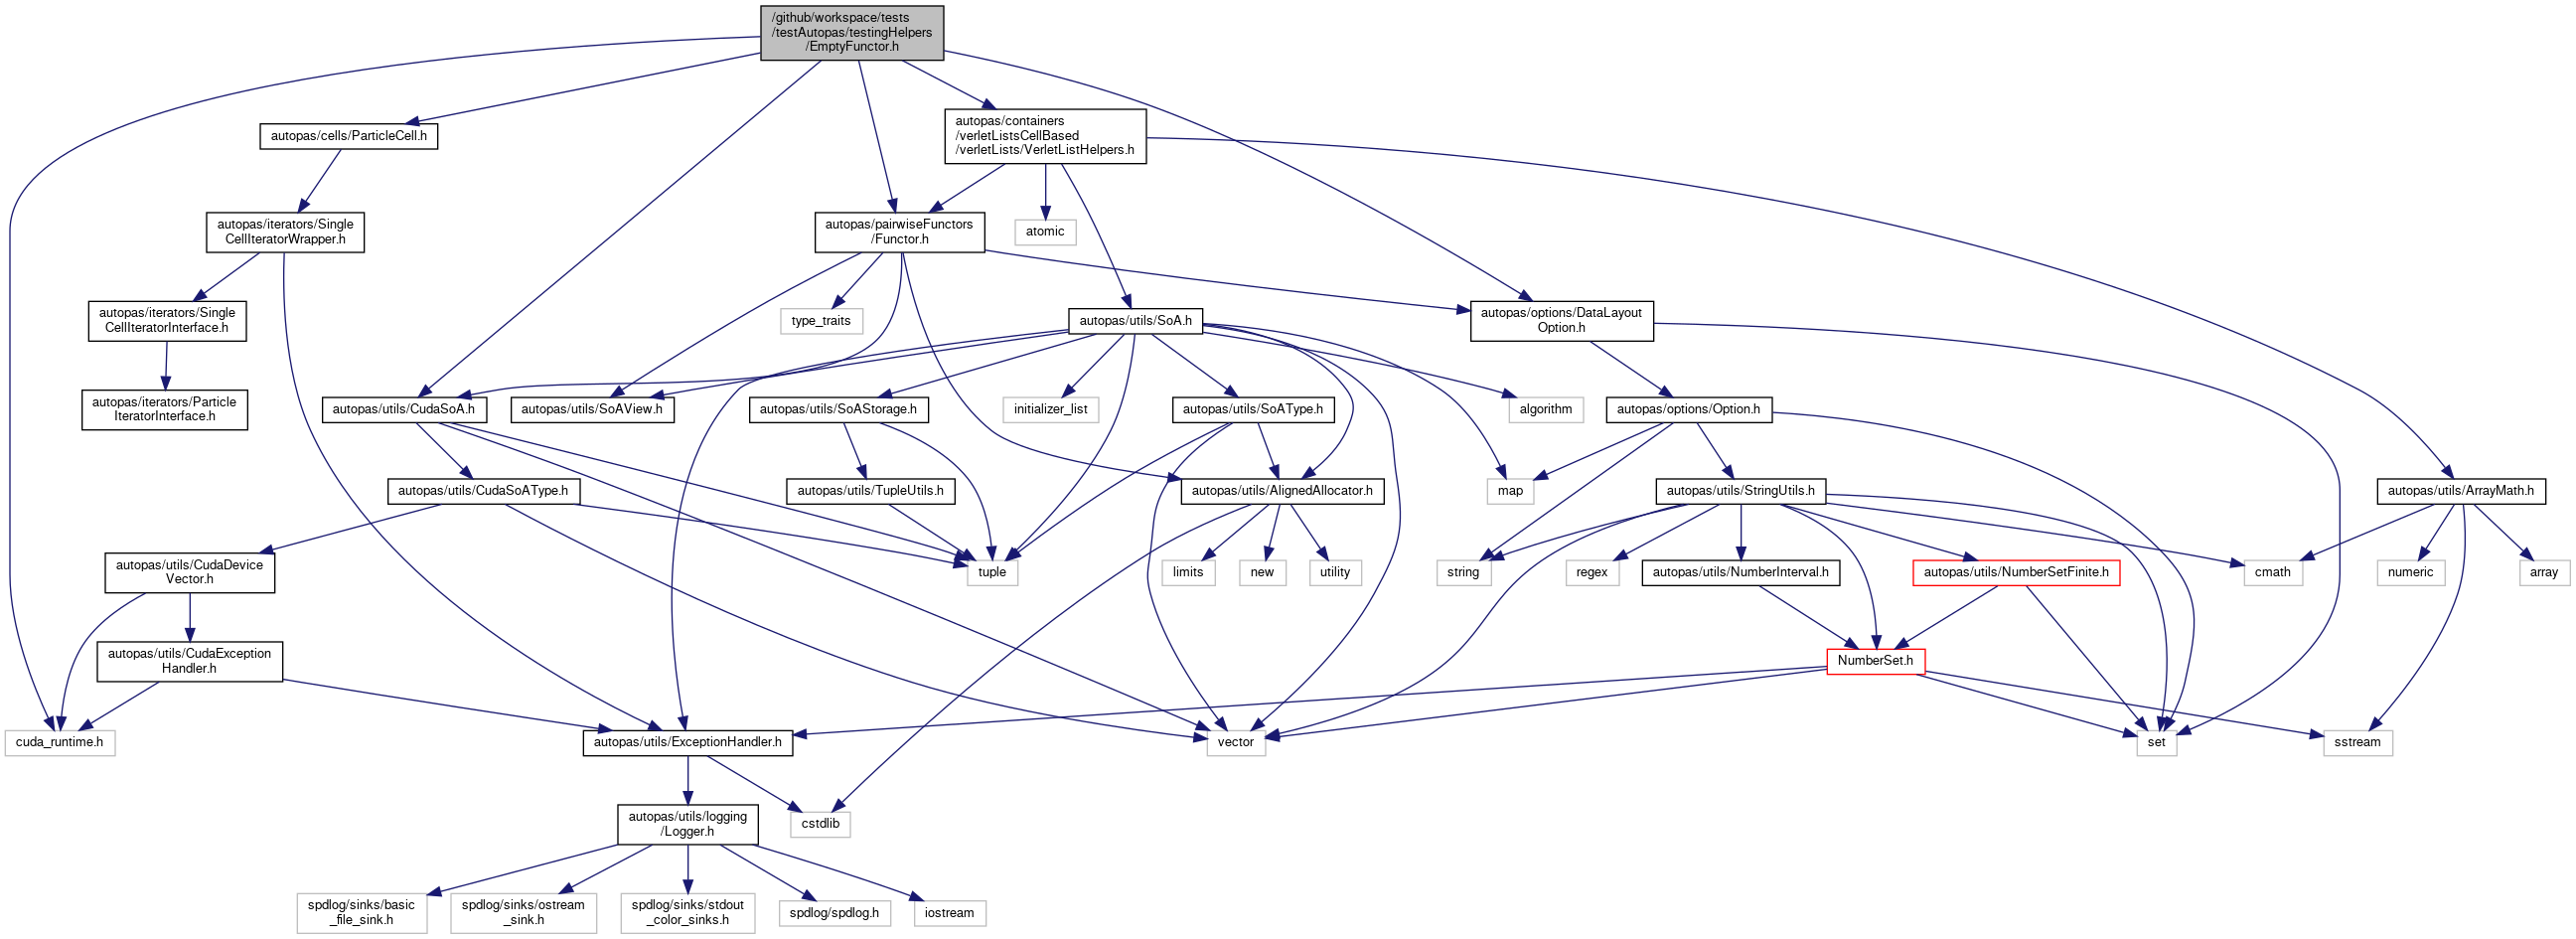 /github/workspace/tests
/testAutopas/testingHelpers
/EmptyFunctor.h
autopas/cells/ParticleCell.h
autopas/containers
/verletListsCellBased
/verletLists/VerletListHelpers.h
autopas/iterators/Single
CellIteratorWrapper.h
autopas/pairwiseFunctors
/Functor.h
atomic
autopas/iterators/Single
CellIteratorInterface.h
type_traits
autopas/utils/SoA.h
autopas/options/DataLayout
Option.h
autopas/iterators/Particle
IteratorInterface.h
autopas/utils/CudaSoA.h
autopas/utils/SoAView.h
autopas/utils/SoAStorage.h
initializer_list
autopas/utils/SoAType.h
algorithm
autopas/options/Option.h
autopas/utils/CudaSoAType.h
autopas/utils/TupleUtils.h
autopas/utils/AlignedAllocator.h
map
autopas/utils/StringUtils.h
autopas/utils/ArrayMath.h
autopas/utils/CudaDevice
Vector.h
tuple
limits
new
utility
string
regex
autopas/utils/NumberInterval.h
autopas/utils/NumberSetFinite.h
cmath
numeric
array
autopas/utils/CudaException
Handler.h
NumberSet.h
cuda_runtime.h
autopas/utils/ExceptionHandler.h
vector
set
sstream
autopas/utils/logging
/Logger.h
cstdlib
spdlog/sinks/basic
_file_sink.h
spdlog/sinks/ostream
_sink.h
spdlog/sinks/stdout
_color_sinks.h
spdlog/spdlog.h
iostream